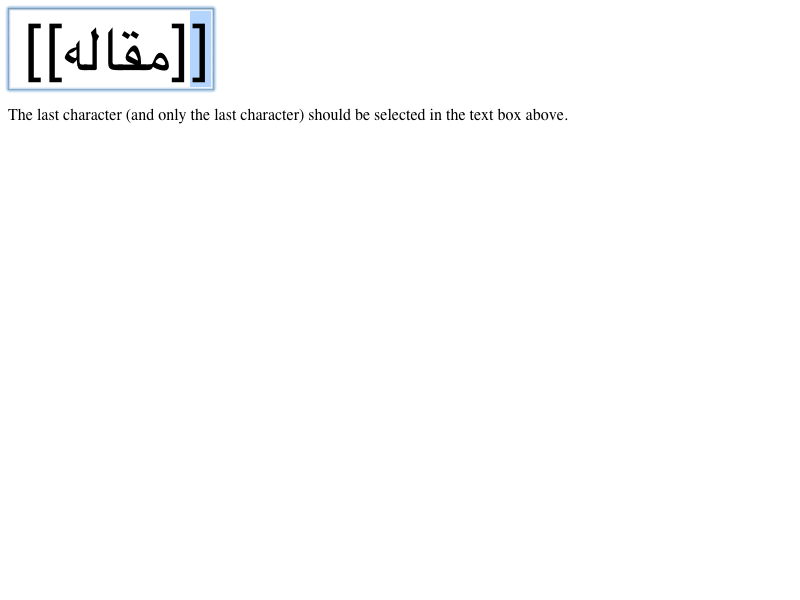 [[مقاله]]
The last character (and only the last character) should be selected in the text box above.